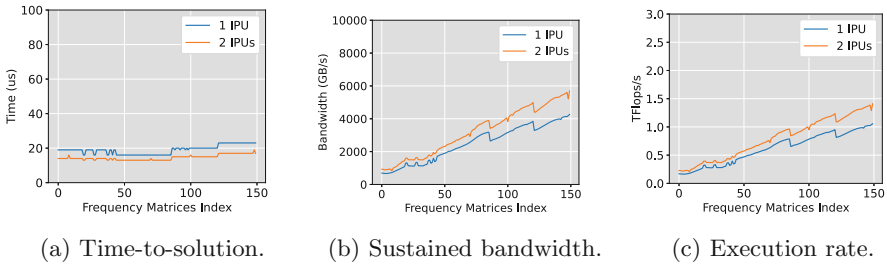 100
80
60
40
20
0
Time (us)
0 50 100 150
Frequency Matrices Index
1 IPU
2 IPUs
(a) Time-to-solution.
10000
8000
6000
4000
2000
0
Bandwidth (GB/s)
0 50 100 150
Frequency Matrices Index
1 IPU
2 IPUs
(b) Sustained bandwidth.
3.0
2.5
2.0
1.5
1.0
0.5
0.0
TFlops/s
0 50 100 150
Frequency Matrices Index
1 IPU
2 IPUs
(c) Execution rate.